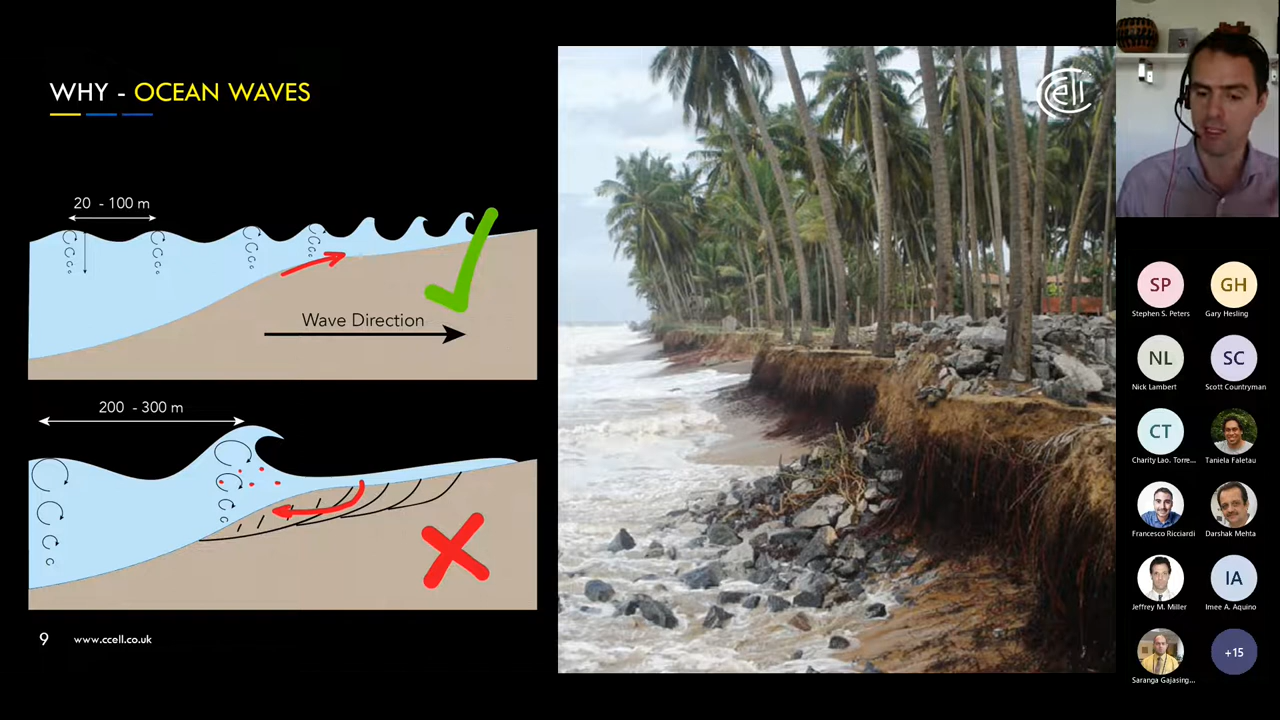 WHY - OCEAN WAVES
20 - 100 m
Wave Direction
200 - 300 m
9
www.ccell.co.uk
ccell
SP
Stephen S. Peters
GH
Gary Hesling
NL
Nick Lambert
SC
Scott Countryman
CT
Charity Lao. Torre...
Taniela Faletau
Francesco Ricciardi
Darshak Mehta
Jeffrey M. Miller
IA
Imee A. Aquino
Saranga Gajasing...
+15